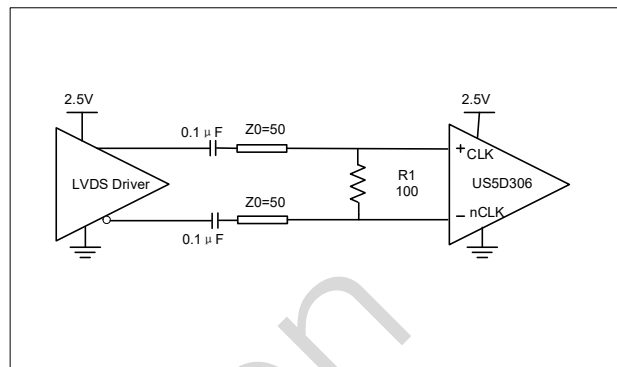 2.5V
2.5V
0.1 μF
Z0=50
+
CLK
LVDS Driver
R1
100
US5D306
Z0=50
− nCLK
0.1 μF